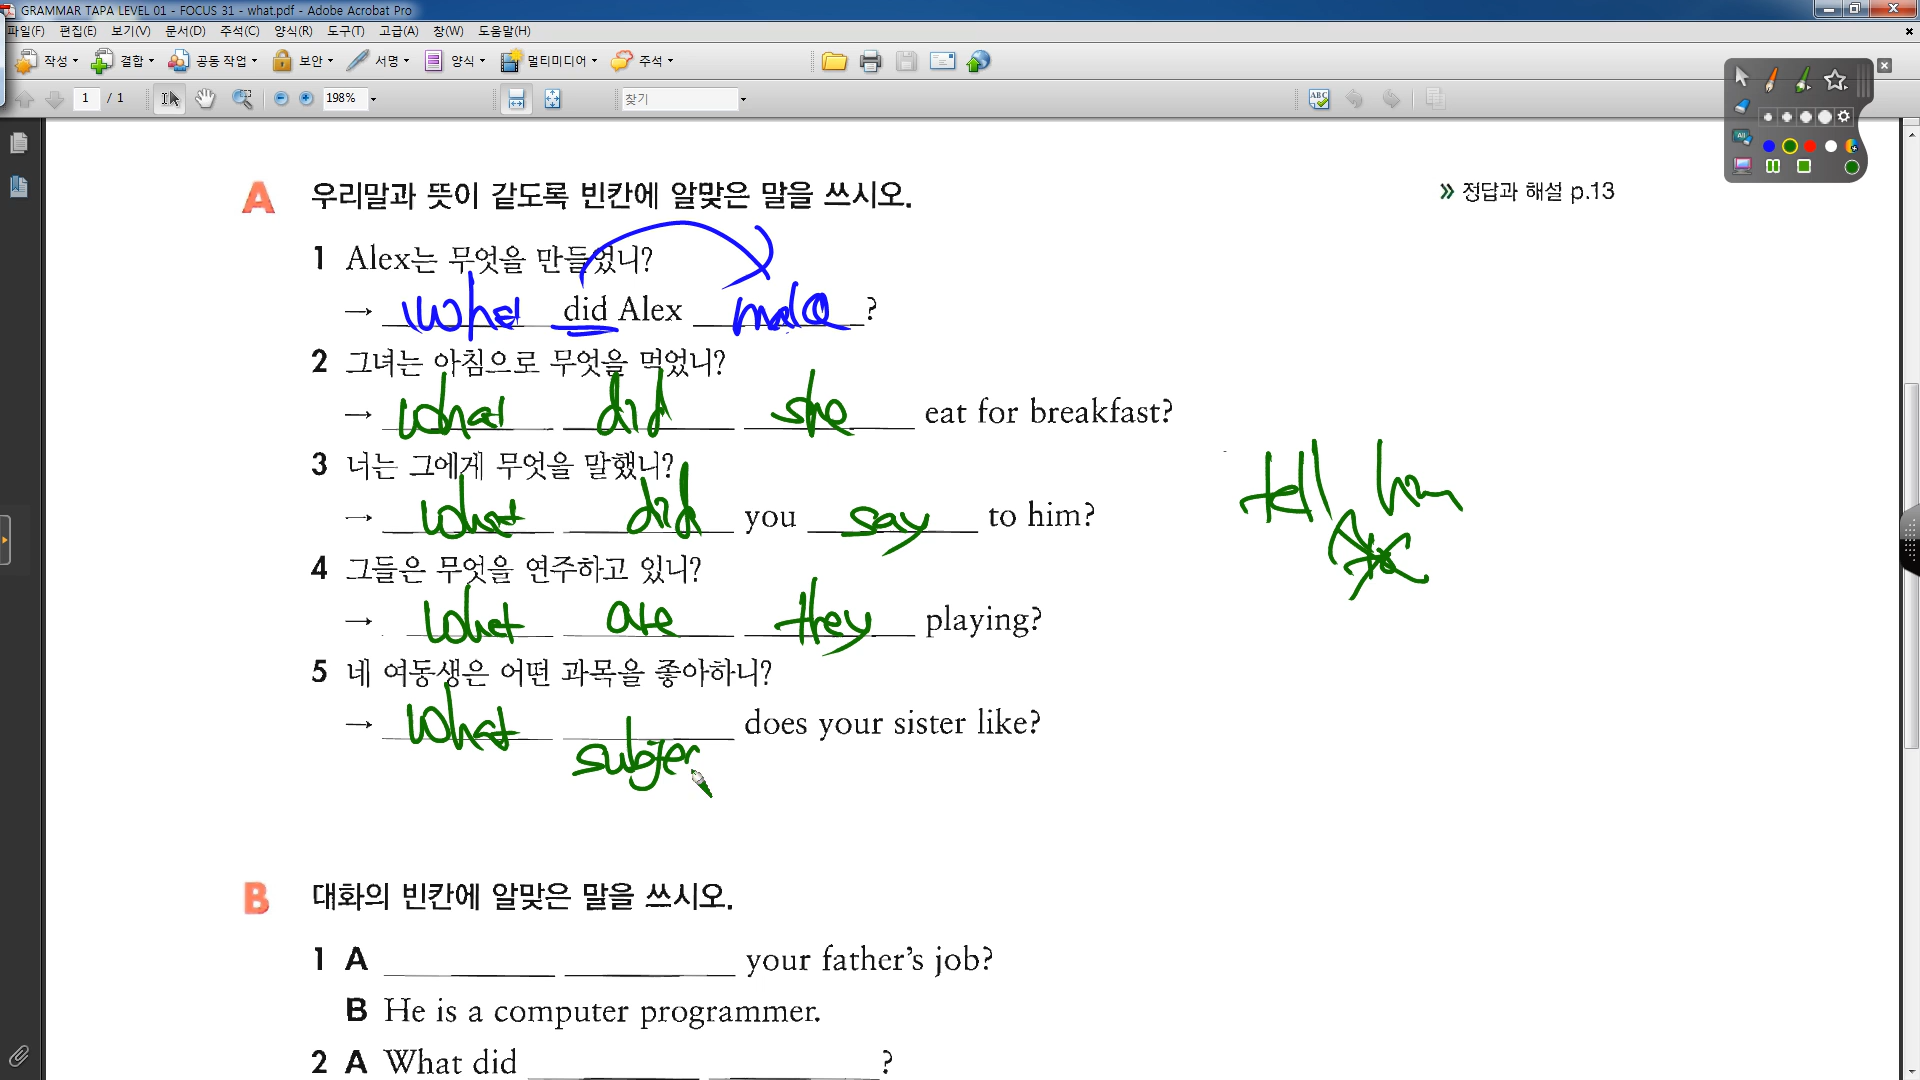 GRAMMAR TAPA LEVEL 01 - FOCUS 31 - what.pdf - Adobe Acrobat Pro
파일(F) 편집(E) 보기(V) 문서(D) 주석(C) 양식(R) 도구(T) 고급(A) 창(W) 도움말(H)
작성 결합 공동 작업 보안 서명 양식 멀티미디어 주석
1 / 1 198% 찾기
A 우리말과 뜻이 같도록 빈칸에 알맞은 말을 쓰시오.
» 정답과 해설 p.13
1 Alex는 무엇을 만들었니?
→ What did Alex make ?
2 그녀는 아침으로 무엇을 먹었니?
→ what did she eat for breakfast?
3 너는 그에게 무엇을 말했니?
→ what did you say to him?
tell him
4 그들은 무엇을 연주하고 있니?
→ what are they playing?
5 네 여동생은 어떤 과목을 좋아하니?
→ what subjec does your sister like?
B 대화의 빈칸에 알맞은 말을 쓰시오.
1 A your father's job?
B He is a computer programmer.
2 A What did ?